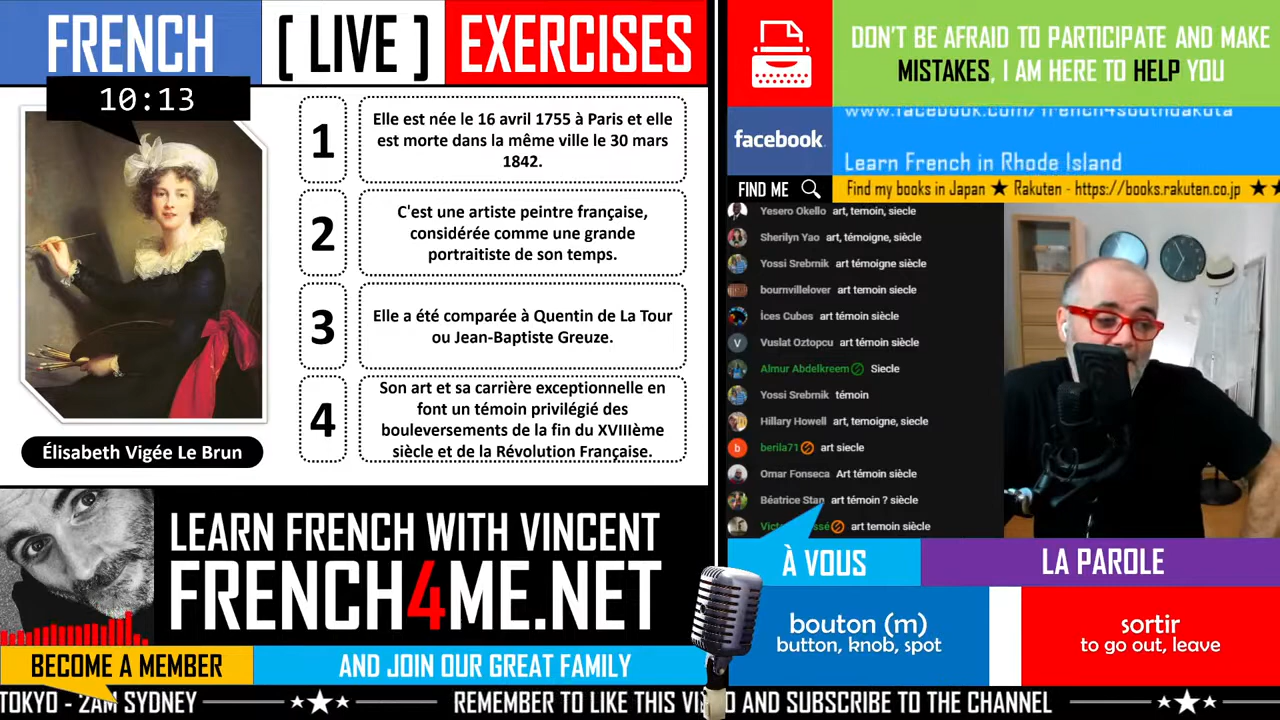 FRENCH
[ LIVE ]
EXERCISES
10:13
1
Elle est née le 16 avril 1755 à Paris et elle
est morte dans la même ville le 30 mars
1842.
2
C'est une artiste peintre française,
considérée comme une grande
portraitiste de son temps.
3
Elle a été comparée à Quentin de La Tour
ou Jean-Baptiste Greuze.
4
Son art et sa carrière exceptionnelle en
font un témoin privilégié des
bouleversements de la fin du XVIIIème
siècle et de la Révolution Française.
Élisabeth Vigée Le Brun
LEARN FRENCH WITH VINCENT
FRENCH4ME.NET
BECOME A MEMBER
AND JOIN OUR GREAT FAMILY
DON'T BE AFRAID TO PARTICIPATE AND MAKE
MISTAKES, I AM HERE TO HELP YOU
facebook
www.facebook.com/french4southdakota
Learn French in Rhode Island
FIND ME
Find my books in Japan ★ Rakuten - https://books.rakuten.co.jp ★
Yesero Okello art, temoin, siecle
Sherilyn Yao art, témoigne, siècle
Yossi Srebrnik art témoigne siècle
bournvillelover art temoin siecle
İces Cubes art témoin siècle
V Vuslat Oztopcu art témoin siècle
Almur Abdelkreem Siecle
Yossi Srebrnik témoin
Hillary Howell art, temoigne, siecle
b berila71 art siecle
Omar Fonseca Art témoin siècle
Béatrice Stan art témoin ? siècle
art temoin siècle
À VOUS
LA PAROLE
bouton (m)
button, knob, spot
sortir
to go out, leave
TOKYO - 2AM SYDNEY
REMEMBER TO LIKE THIS AND SUBSCRIBE TO THE CHANNEL